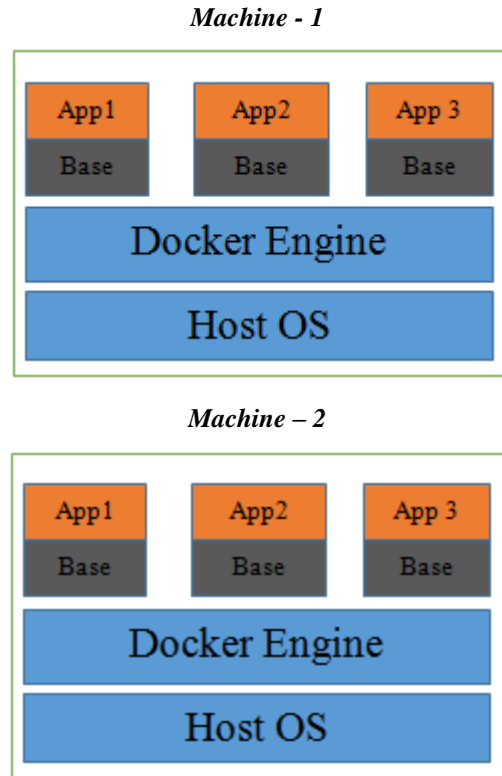 Machine - 1
App1 App2 App 3
Base Base Base
Docker Engine
Host OS
Machine – 2
App1 App2 App 3
Base Base Base
Docker Engine
Host OS